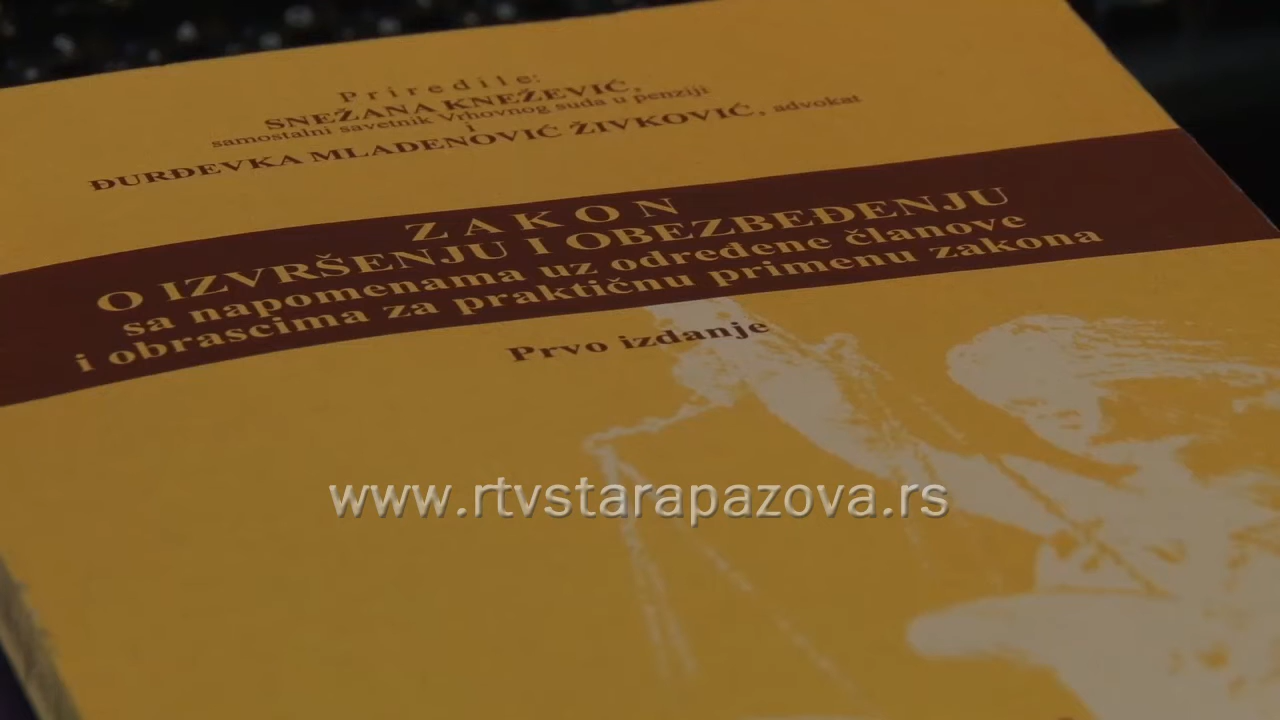 Priredile:
SNEŽANA KNEŽEVIĆ,
samostalni savetnik Vrhovnog suda u penziji
i
ĐURĐEVKA MLADENOVIĆ ŽIVKOVIĆ, advokat
ZAKON
O IZVRŠENJU I OBEZBEĐENJU
sa napomenama uz određene članove
i obrascima za praktičnu primenu zakona
Prvo izdanje
www.rtvstarapazova.rs